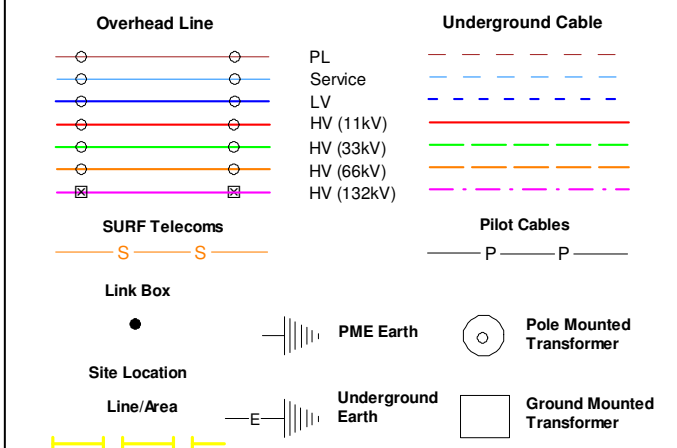 Overhead Line
Underground Cable
PL
Service
LV
HV (11kV)
HV (33kV)
HV (66kV)
HV (132kV)
SURF Telecoms
S S
Pilot Cables
P P
Link Box
PME Earth
Pole Mounted
Transformer
Site Location
Line/Area
E
Underground
Earth
Ground Mounted
Transformer